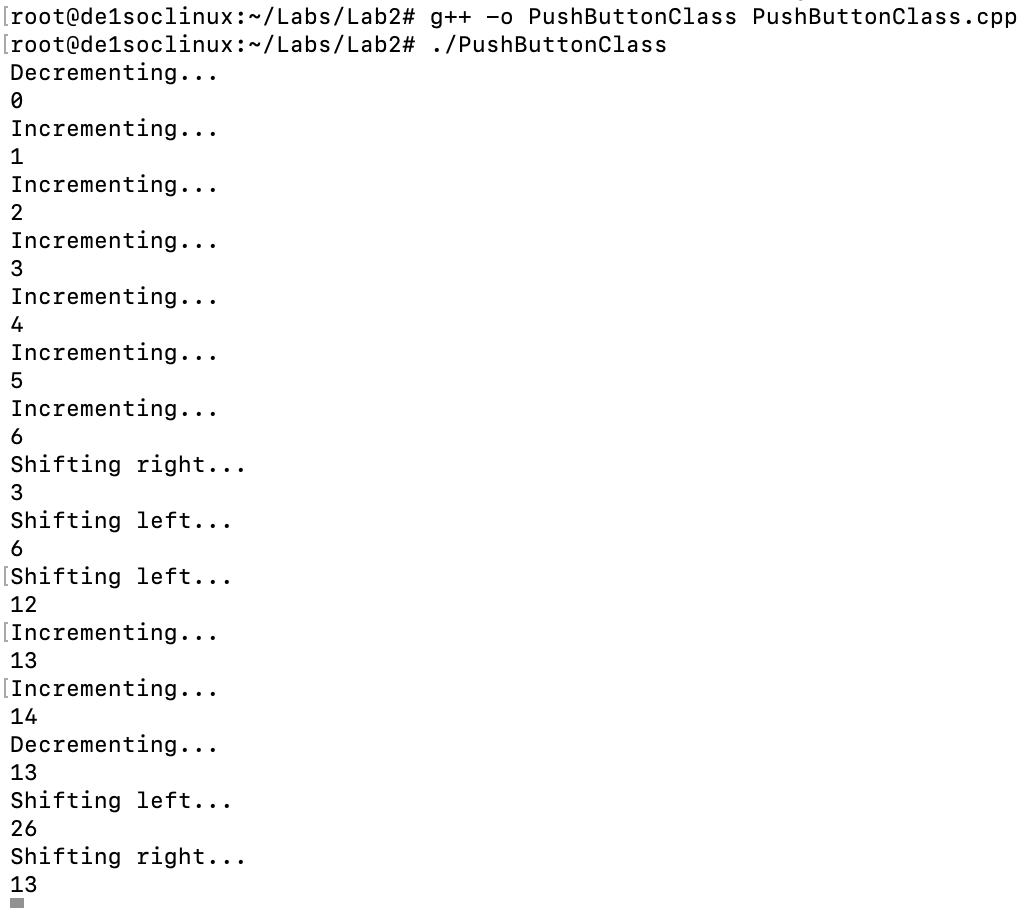 [root@de1soclinux:~/Labs/Lab2# g++ -o PushButtonClass PushButtonClass.cpp
[root@de1soclinux:~/Labs/Lab2# ./PushButtonClass
Decrementing...
0
Incrementing...
1
Incrementing...
2
Incrementing...
3
Incrementing...
4
Incrementing...
5
Incrementing...
6
Shifting right...
3
Shifting left...
6
[Shifting left...
12
[Incrementing...
13
[Incrementing...
14
Decrementing...
13
Shifting left...
26
Shifting right...
13